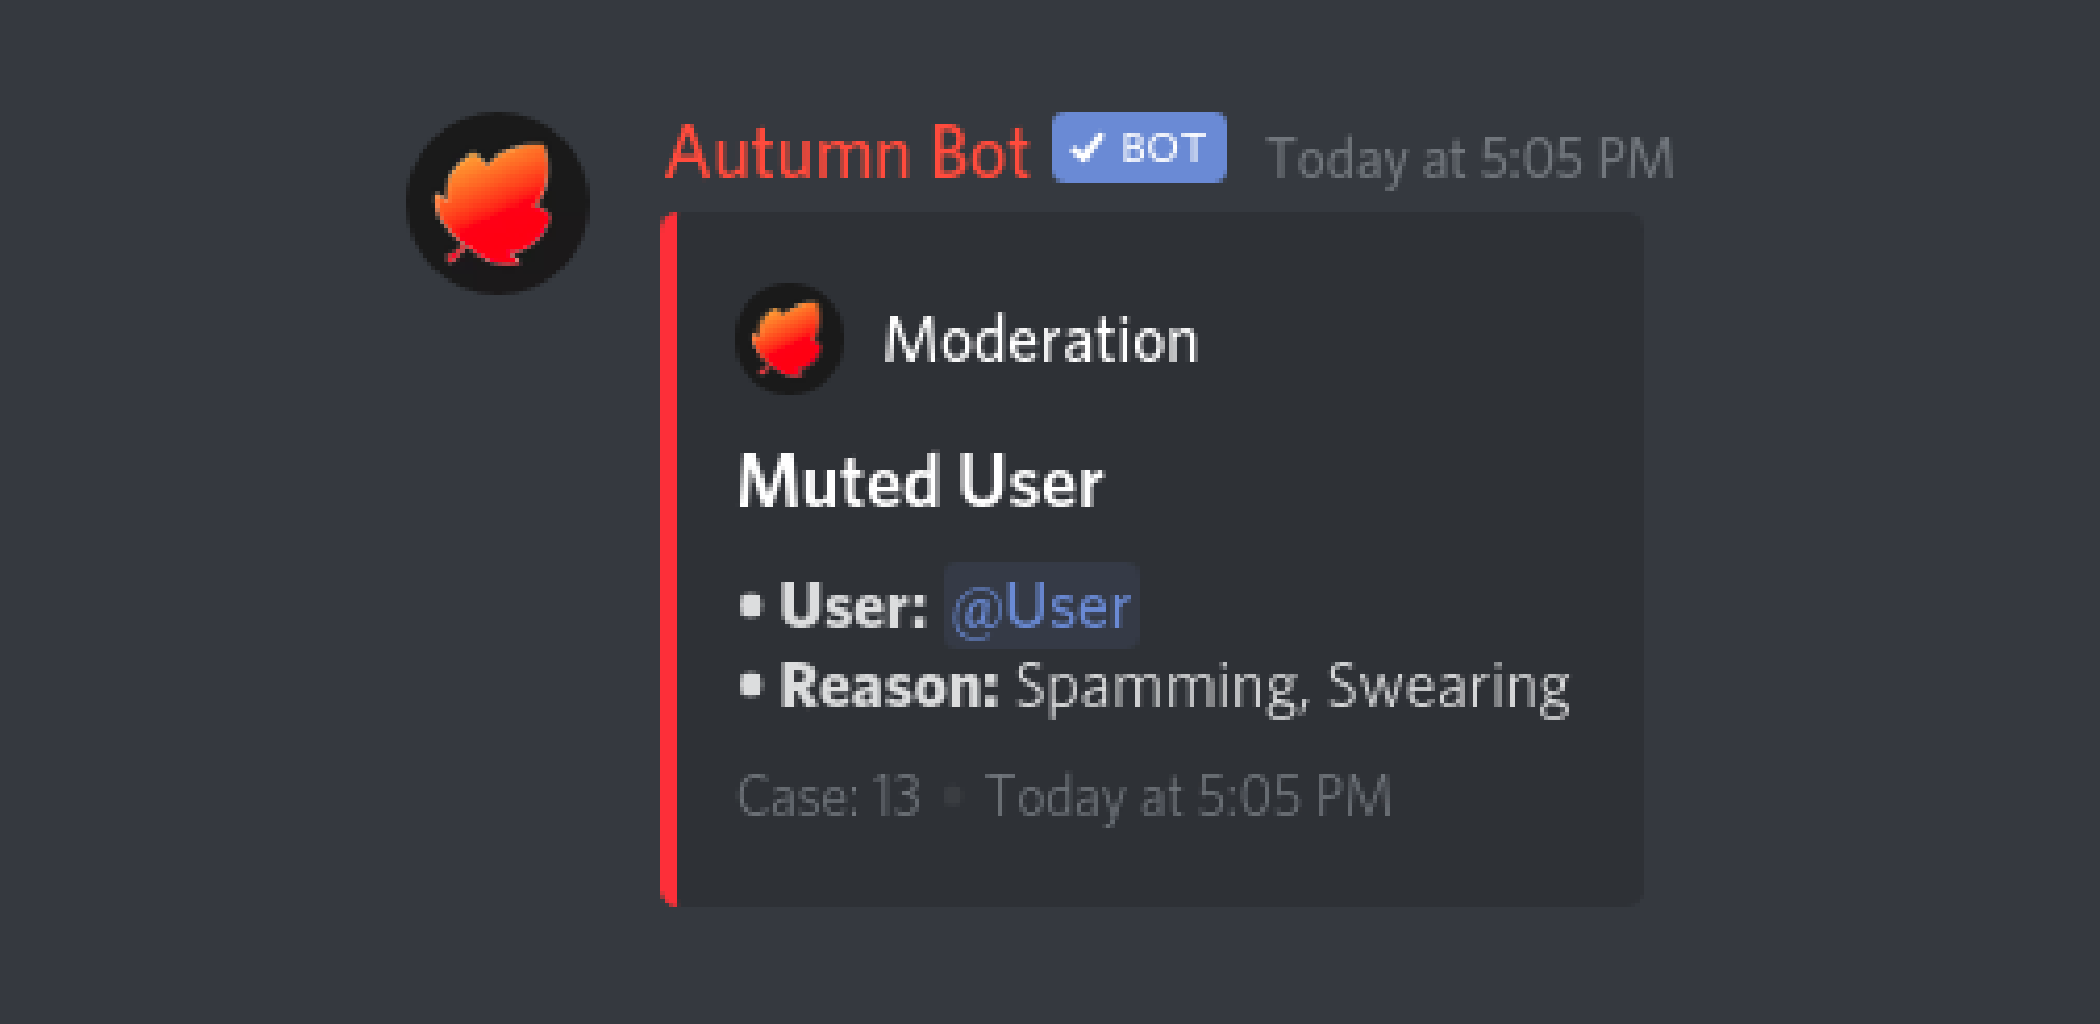 Autumn Bot ✓ BOT Today at 5:05 PM
Moderation
Muted User
• User: @User
• Reason: Spamming, Swearing
Case: 13 • Today at 5:05 PM